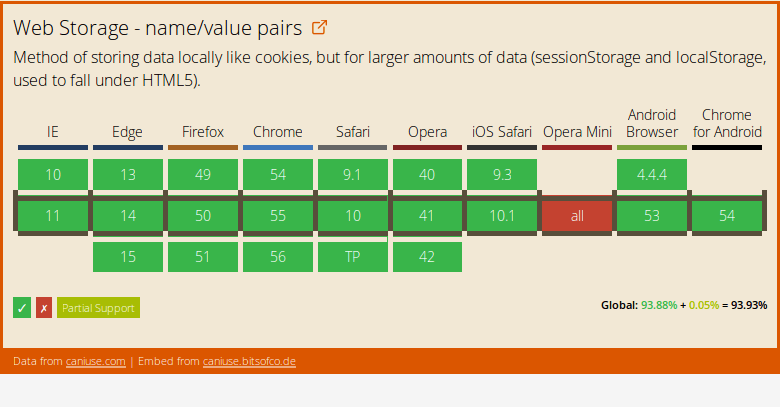 Web Storage - name/value pairs
Method of storing data locally like cookies, but for larger amounts of data (sessionStorage and localStorage,
used to fall under HTML5).
IE Edge Firefox Chrome Safari Opera iOS Safari Opera Mini Android Browser Chrome for Android
10 13 49 54 9.1 40 9.3 4.4.4
11 14 50 55 10 41 10.1 all 53 54
15 51 56 TP 42
✓ ✗ Partial Support Global: 93.88% + 0.05% = 93.93%
Data from caniuse.com | Embed from caniuse.bitsofco.de